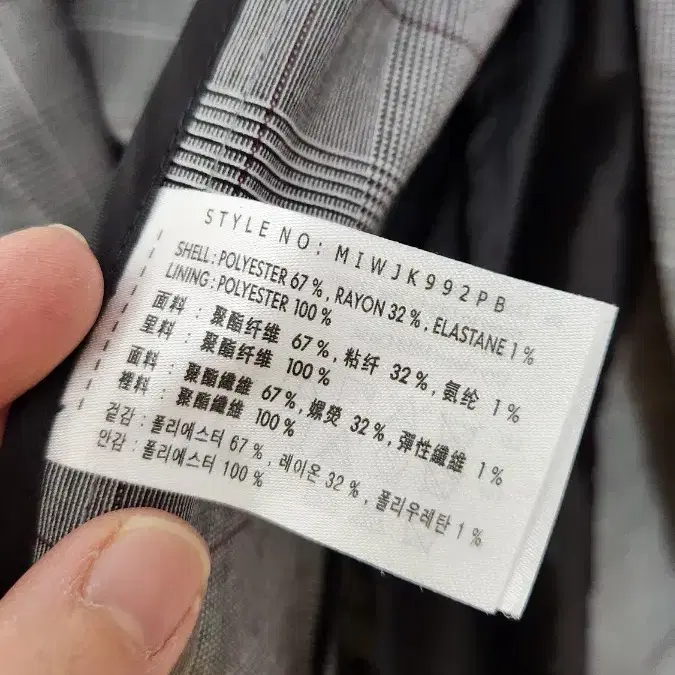 STYLE NO: MIWJK992PB
SHELL: POLYESTER 67%, RAYON 32%, ELASTANE 1%
LINING: POLYESTER 100%
面料: 聚酯纤维 67%, 粘纤 32%, 氨纶 1%
里料: 聚酯纤维 100%
面料: 聚酯纖維 67%, 螺熒 32%, 彈性纖維 1%
裡料: 聚酯纖維 100%
겉감: 폴리에스터 67%, 레이온 32%, 폴리우레탄 1%
안감: 폴리에스터 100%